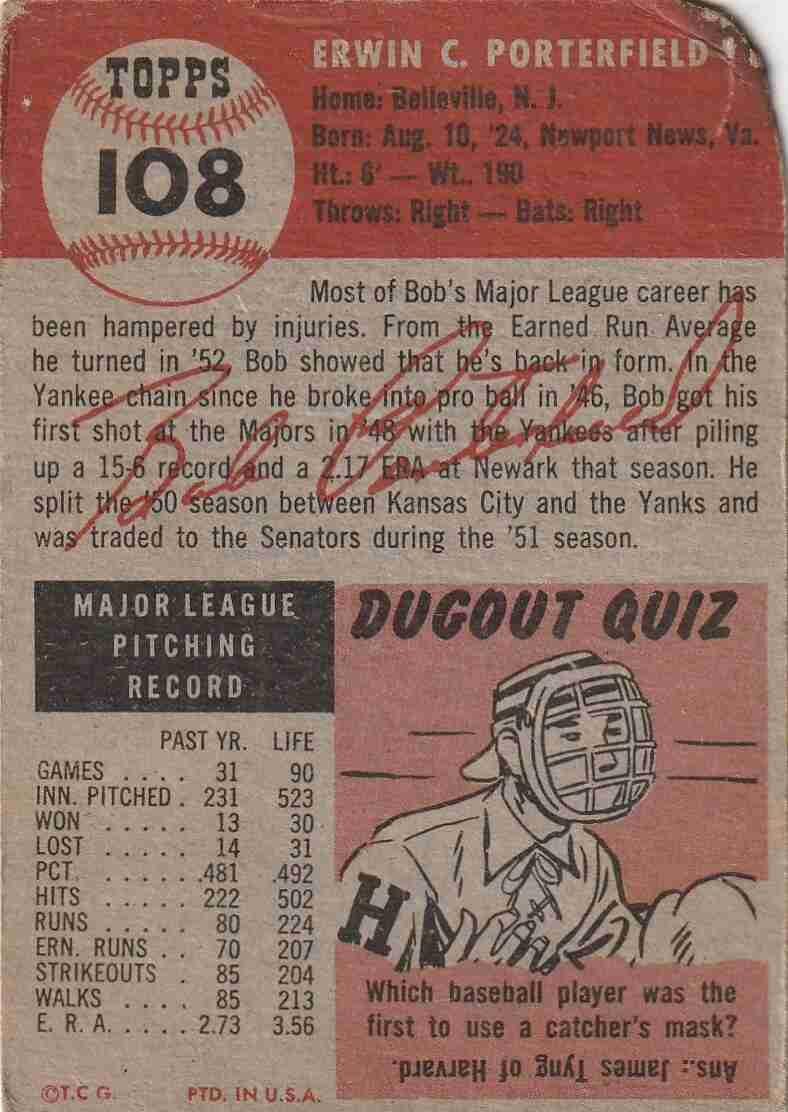 TOPPS
108
ERWIN C. PORTERFIELD
Home: Belleville, N. J.
Born: Aug. 10, '24, Newport News, Va.
Ht.: 6' — Wt.. 190
Throws: Right — Bats: Right
Most of Bob's Major League career has
been hampered by injuries. From the Earned Run Average
he turned in '52, Bob showed that he's back in form. In the
Yankee chain since he broke into pro ball in '46, Bob got his
first shot at the Majors in '48 with the Yankees after piling
up a 15-6 record and a 2.17 ERA at Newark that season. He
split the '50 season between Kansas City and the Yanks and
was traded to the Senators during the '51 season.
Bob Porterfield
MAJOR LEAGUE
PITCHING
RECORD
PAST YR. LIFE
GAMES .... 31 90
INN. PITCHED . 231 523
WON ..... 13 30
LOST ..... 14 31
PCT. ..... .481 .492
HITS ..... 222 502
RUNS ..... 80 224
ERN. RUNS .. 70 207
STRIKEOUTS . 85 204
WALKS .... 85 213
E. R. A. .... 2.73 3.56
DUGOUT QUIZ
H
Which baseball player was the
first to use a catcher's mask?
Ans.: James Tyng of Harvard.
©T.C G. PTD. IN U.S.A.